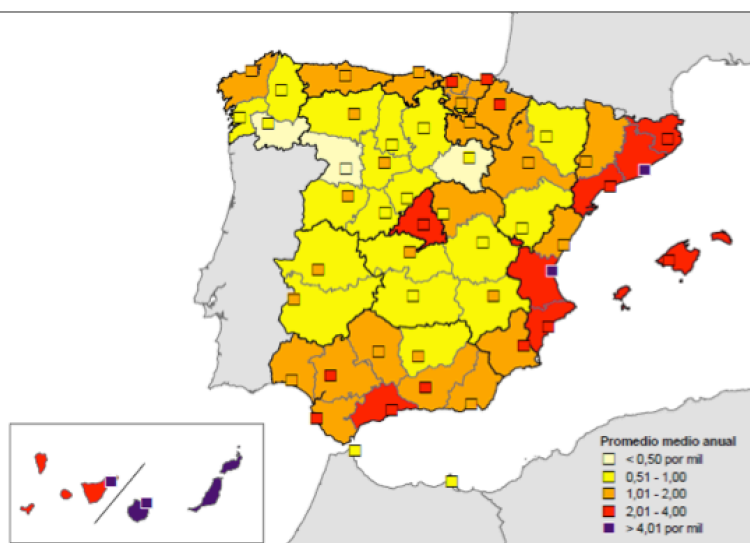 Promedio medio anual
< 0,50 por mil
0,51 - 1,00
1,01 - 2,00
2,01 - 4,00
> 4,01 por mil